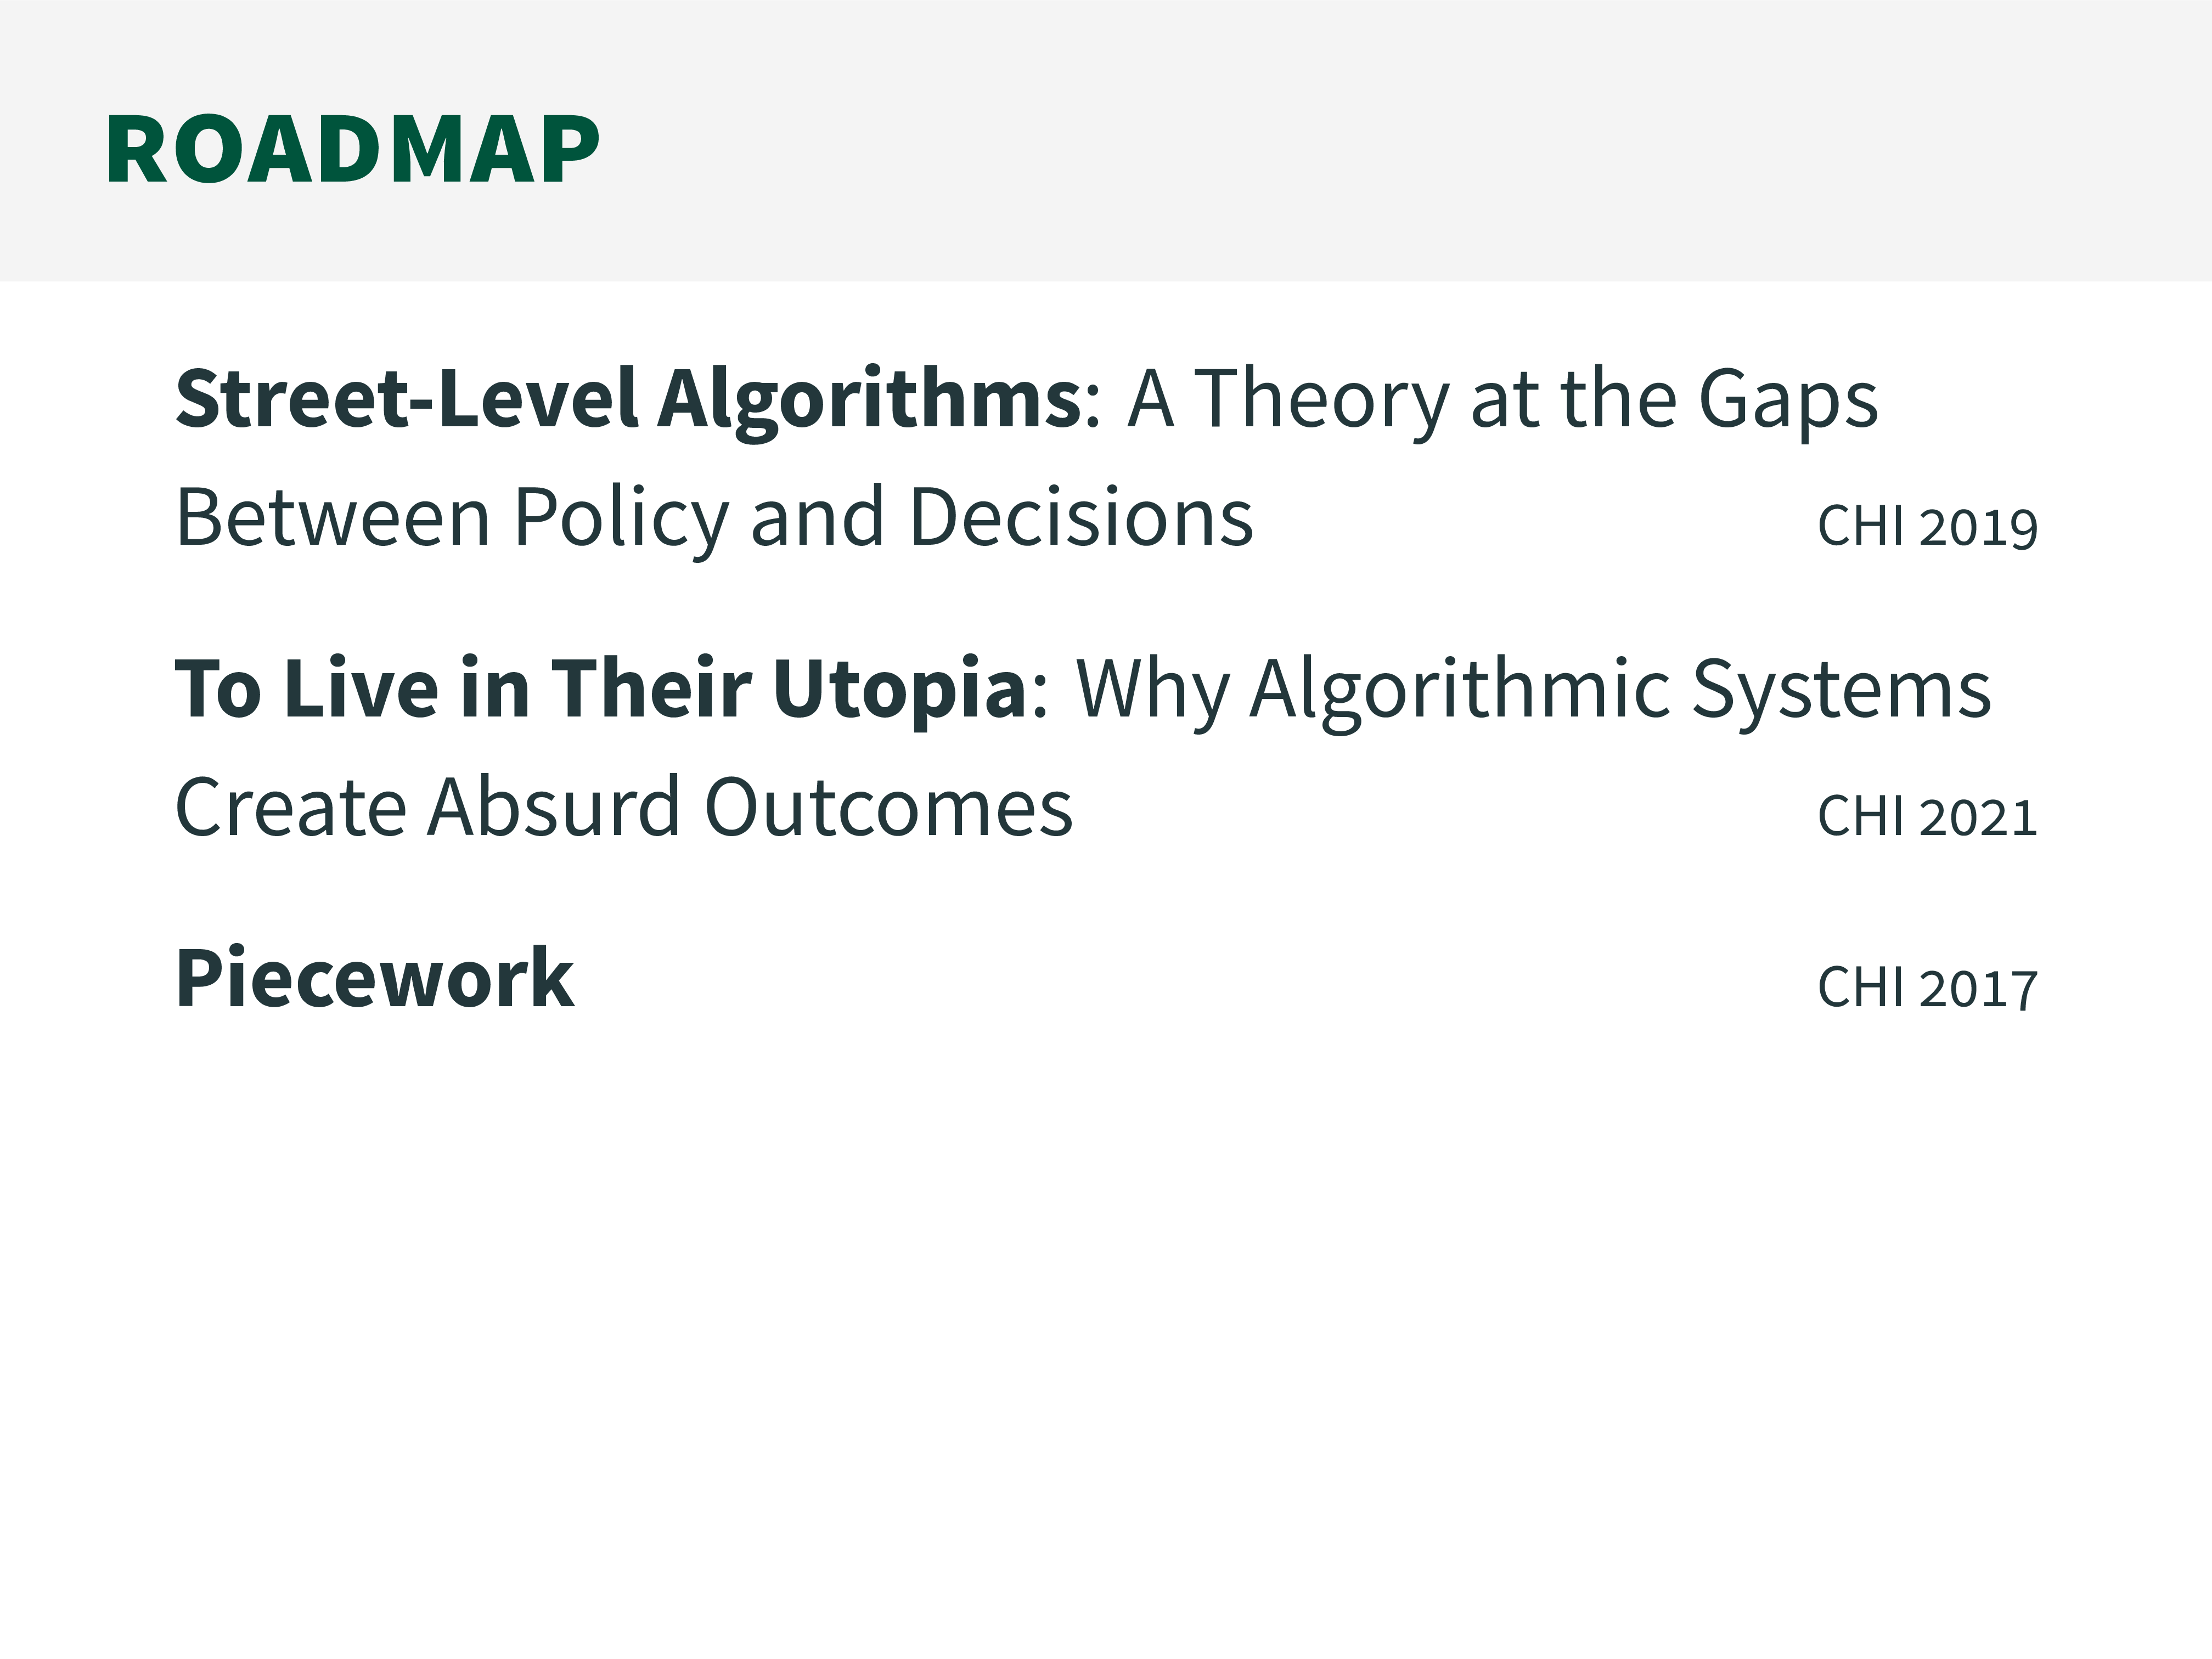 ROADMAP
Street-Level Algorithms: A Theory at the Gaps
Between Policy and Decisions CHI 2019
To Live in Their Utopia: Why Algorithmic Systems
Create Absurd Outcomes CHI 2021
Piecework CHI 2017